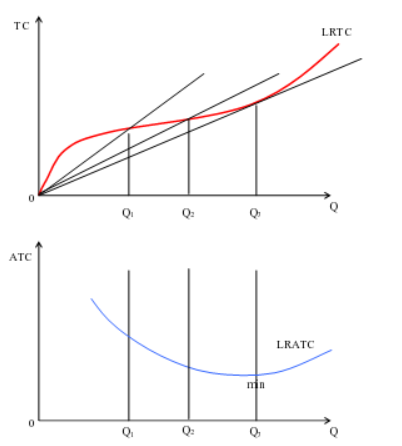 TC
LRTC
0
Q₁ Q₂ Q₃ Q
ATC
LRATC
min
0
Q₁ Q₂ Q₃ Q